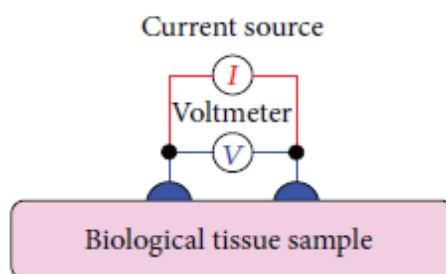 Current source
I
Voltmeter
V
Biological tissue sample